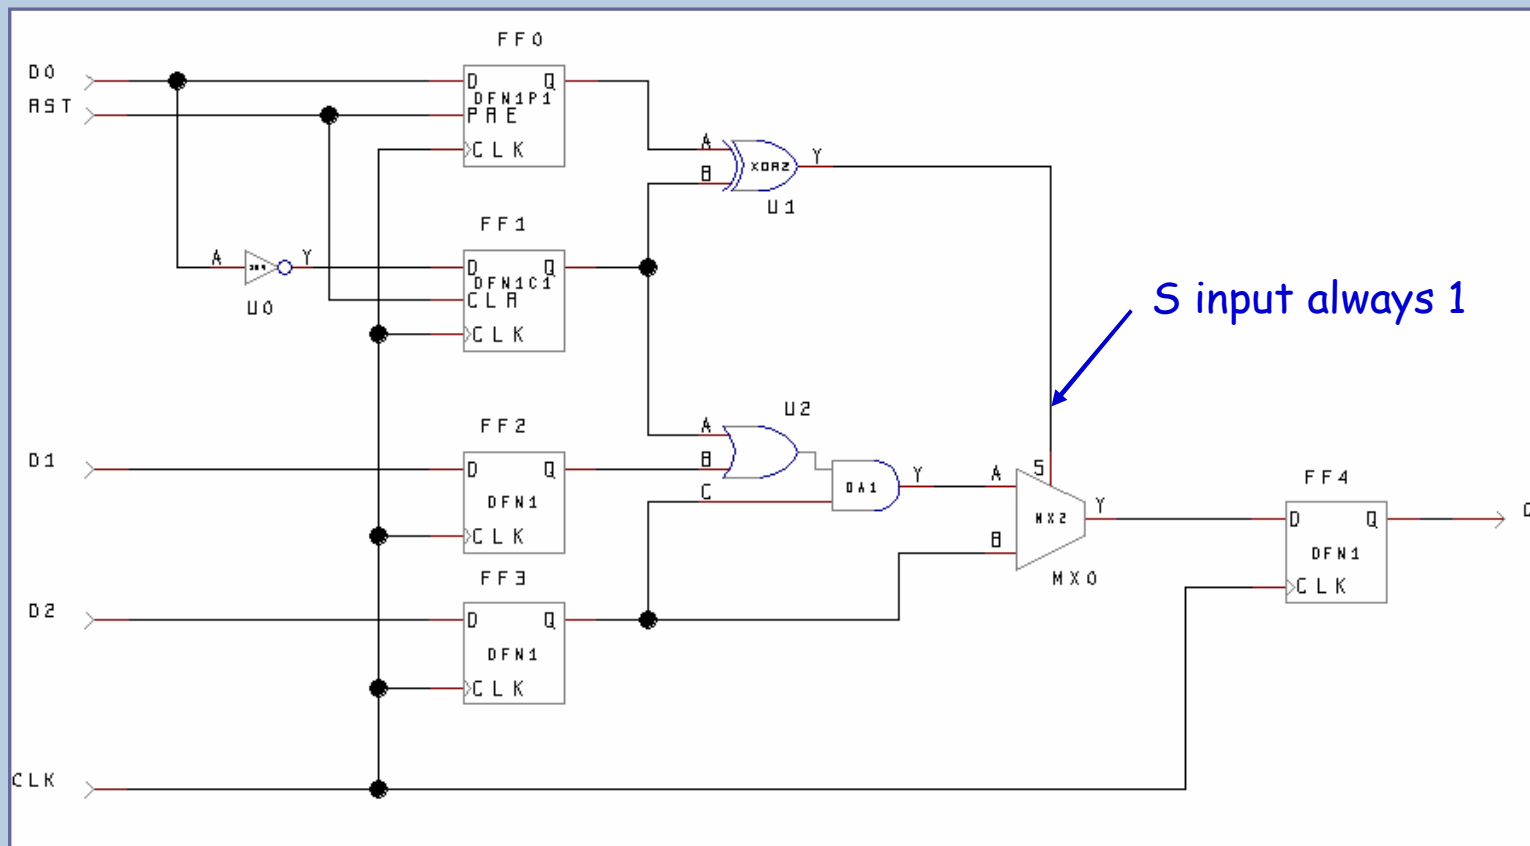 FF0
D0
D Q
DFN1P1
RST
PRE
CLK
A
Y
XOR2
B
U1
FF1
A Y
D Q
DFN1C1
CLR
U0
CLK
S input always 1
U2
FF2
A
B
D1
D Q
C
OA1
Y
A
S
DFN1
MX2
Y
FF4
D Q
CLK
B
DFN1
FF3
MX0
CLK
D2
D Q
DFN1
CLK
CLK